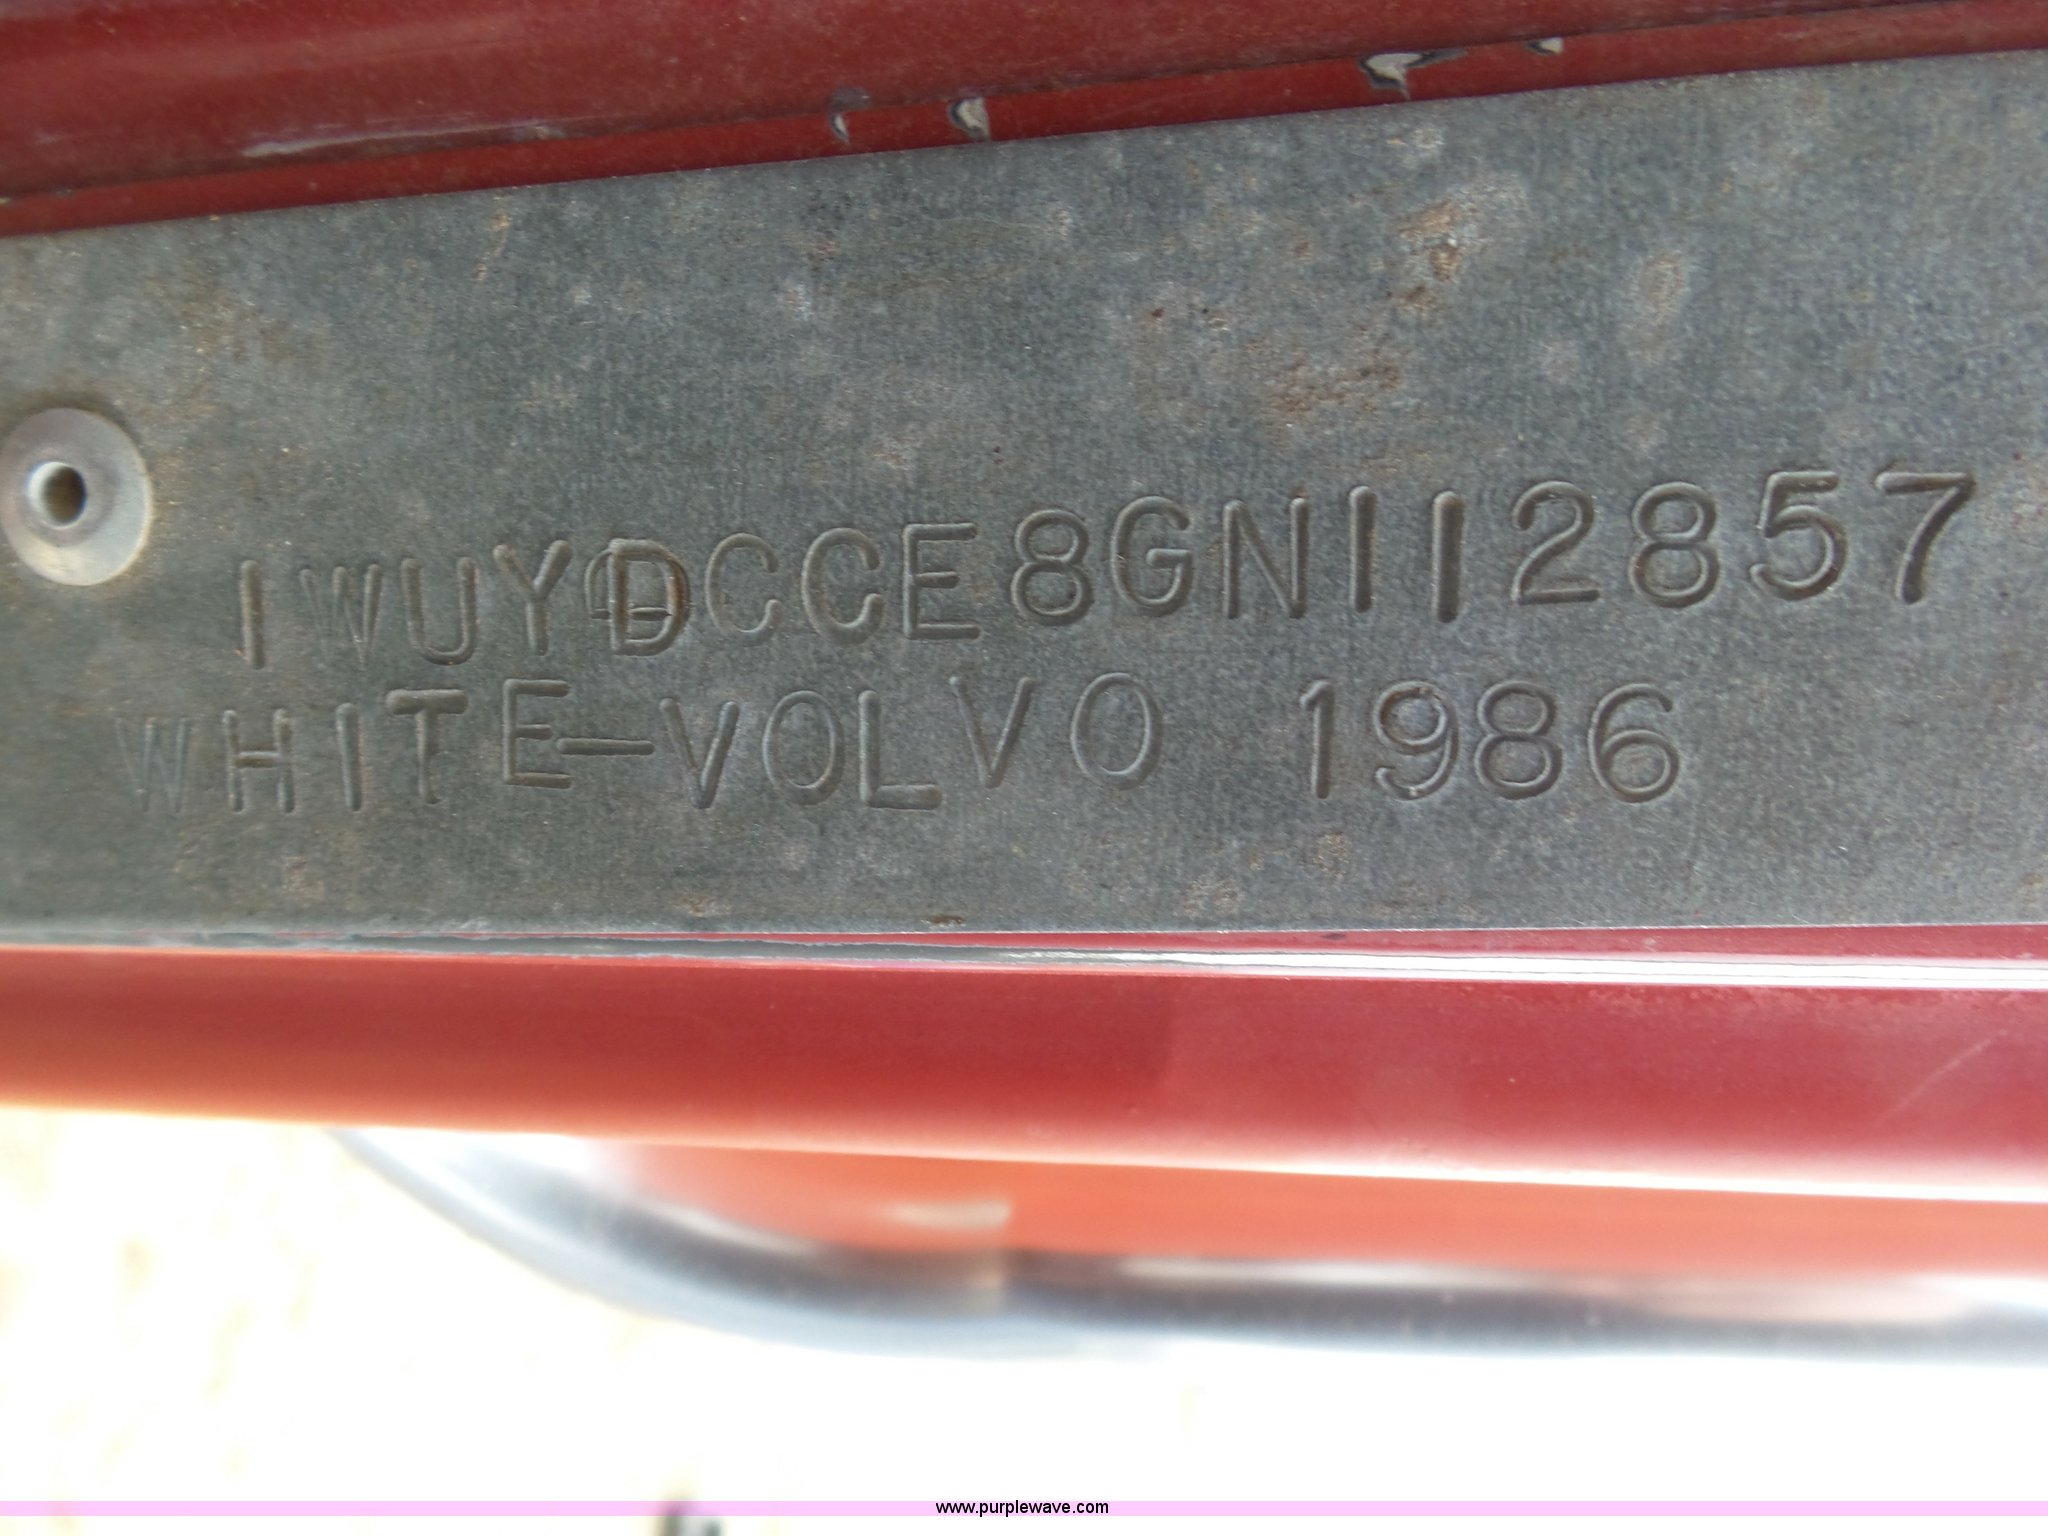 1WUYDCCE8GN112857
WHITE-VOLVO 1986
www.purplewave.com